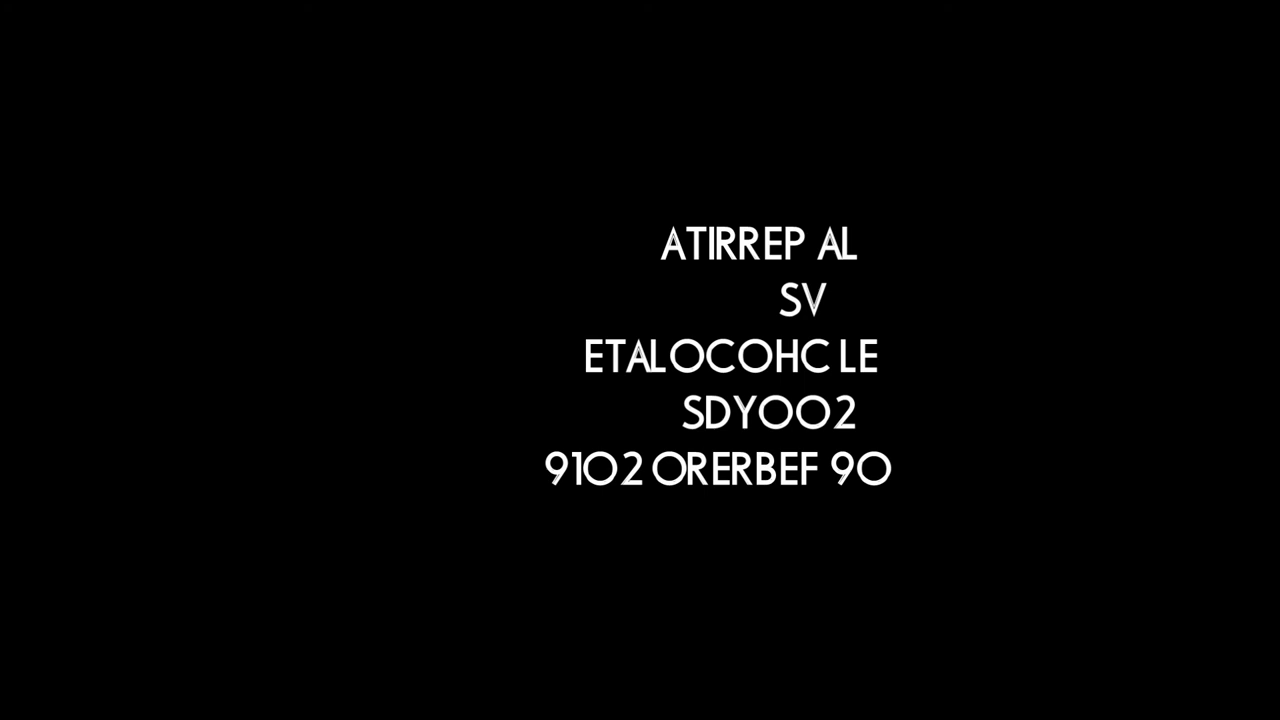 ATIRREP AL
SV
ETALOCOHC LE
SDYOO2
9102 ORERBEF 90